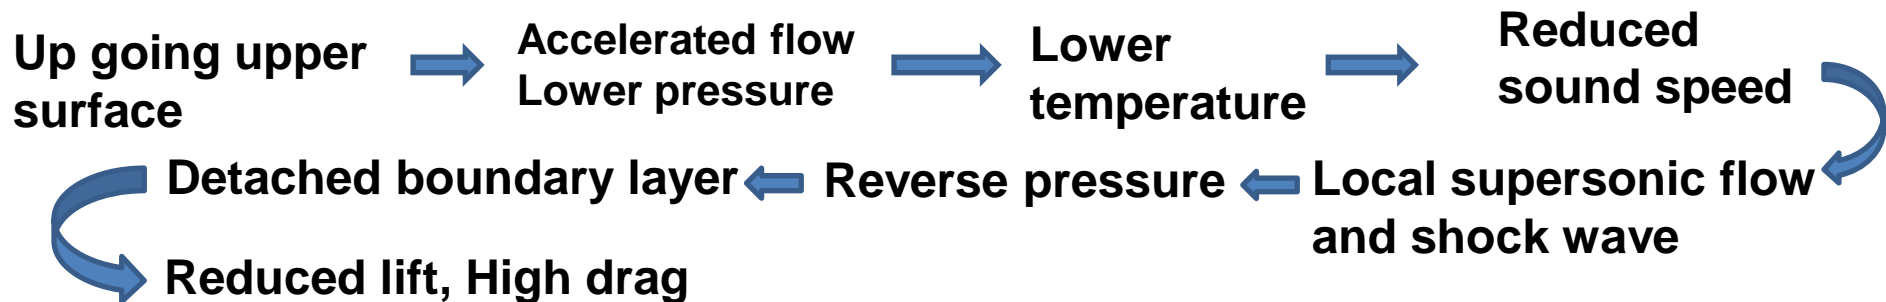 Up going upper
surface
Accelerated flow
Lower pressure
Lower
temperature
Reduced
sound speed
Local supersonic flow
and shock wave
Reverse pressure
Detached boundary layer
Reduced lift, High drag